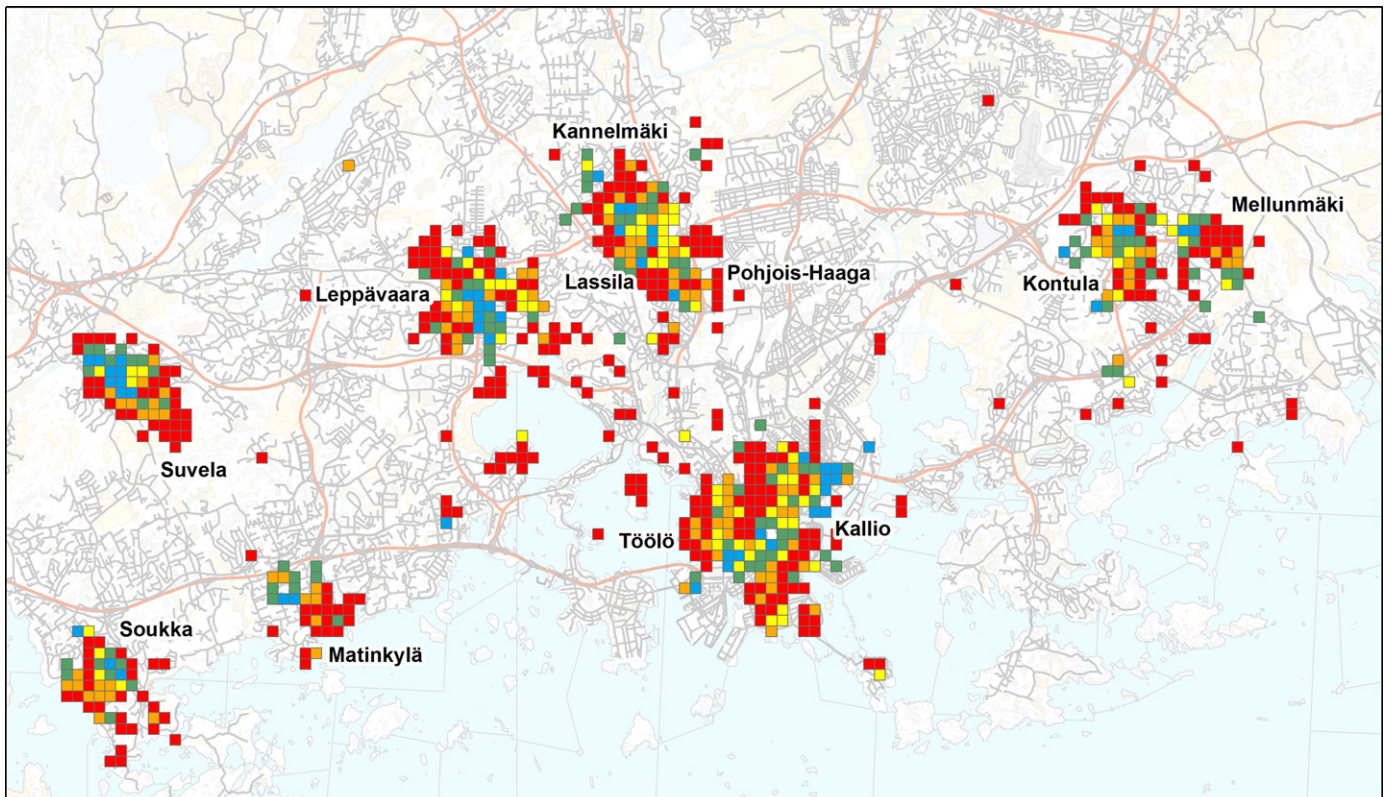 Kannelmäki
Mellunmäki
Leppävaara
Lassila
Pohjois-Haaga
Kontula
Suvela
Töölö
Kallio
Soukka
Matinkylä